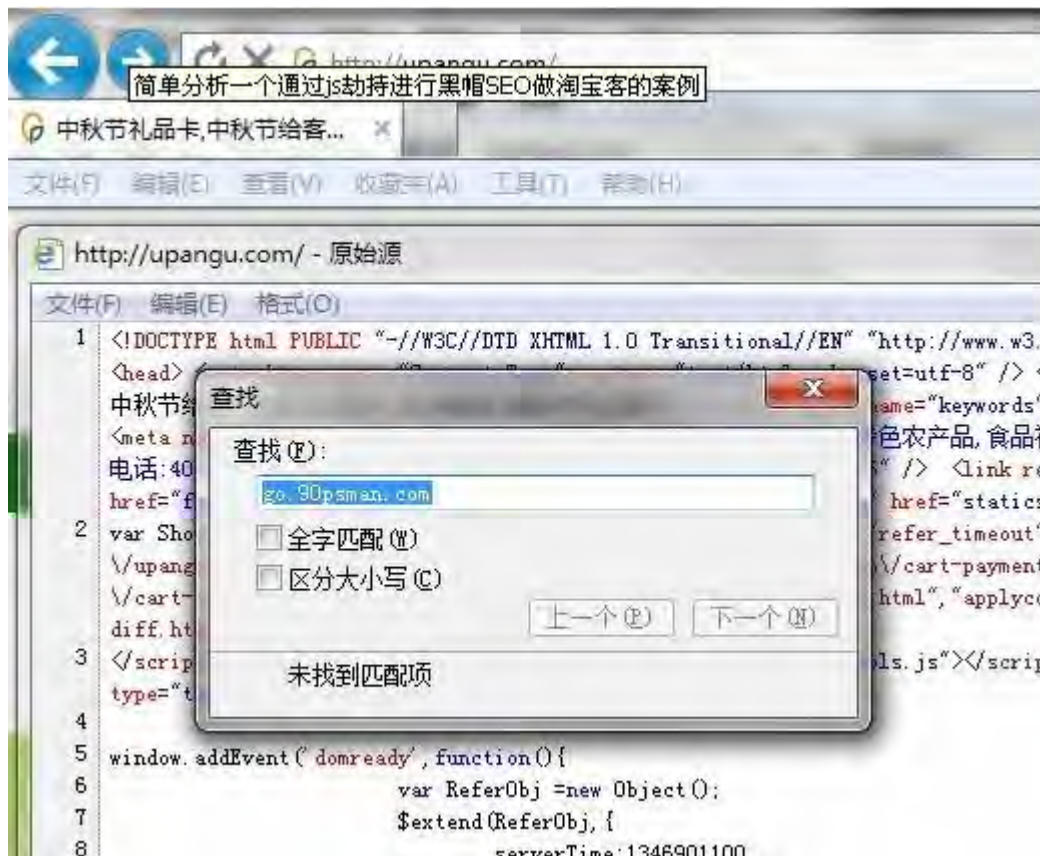 http://upangu.com/
简单分析一个通过js劫持进行黑帽SEO做淘宝客的案例
中秋节礼品卡,中秋节给客...
文件(F) 编辑(E) 查看(V) 收藏夹(A) 工具(T) 帮助(H)
http://upangu.com/ - 原始源
文件(F) 编辑(E) 格式(O)
1 <!DOCTYPE html PUBLIC "-//W3C//DTD XHTML 1.0 Transitional//EN" "http://www.w3.
<head> set=utf-8" />
中秋节给 name="keywords"
<meta n 色农产品,食品
电话:40 " /> <link re
href="f href="statics
2 var Sho refer_timeout"
\/upang \/cart-payment
\/cart- html","applyco
diff.ht
3 </scrip ols.js"></scrip
type="t
4
5 window.addEvent('domready',function(){
6 var ReferObj =new Object();
7 $extend(ReferObj,{
8 serverTime:1346901100
查找
查找(F):
go.90psman.com
全字匹配(W)
区分大小写(C)
上一个(P) 下一个(N)
未找到匹配项